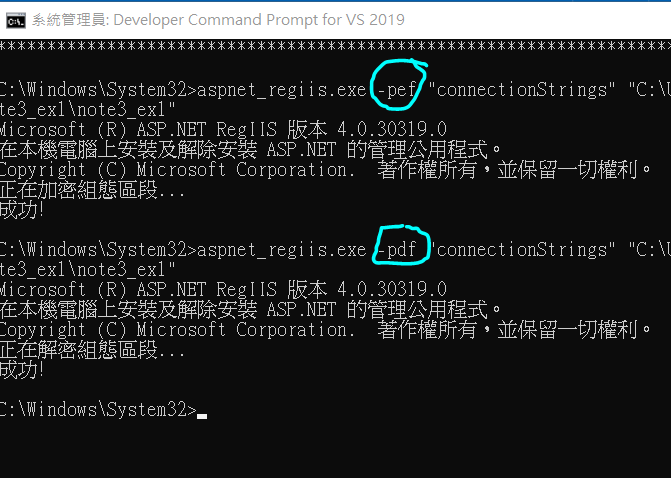 系統管理員: Developer Command Prompt for VS 2019
**********************************************************************
C:\Windows\System32>aspnet_regiis.exe -pef "connectionStrings" "C:\U
te3_exl\note3_exl"
Microsoft (R) ASP.NET RegIIS 版本 4.0.30319.0
在本機電腦上安裝及解除安裝 ASP.NET 的管理公用程式。
Copyright (C) Microsoft Corporation.  著作權所有，並保留一切權利。
正在加密組態區段...
成功!
C:\Windows\System32>aspnet_regiis.exe -pdf "connectionStrings" "C:\U
te3_exl\note3_exl"
Microsoft (R) ASP.NET RegIIS 版本 4.0.30319.0
在本機電腦上安裝及解除安裝 ASP.NET 的管理公用程式。
Copyright (C) Microsoft Corporation.  著作權所有，並保留一切權利。
正在解密組態區段...
成功!
C:\Windows\System32>